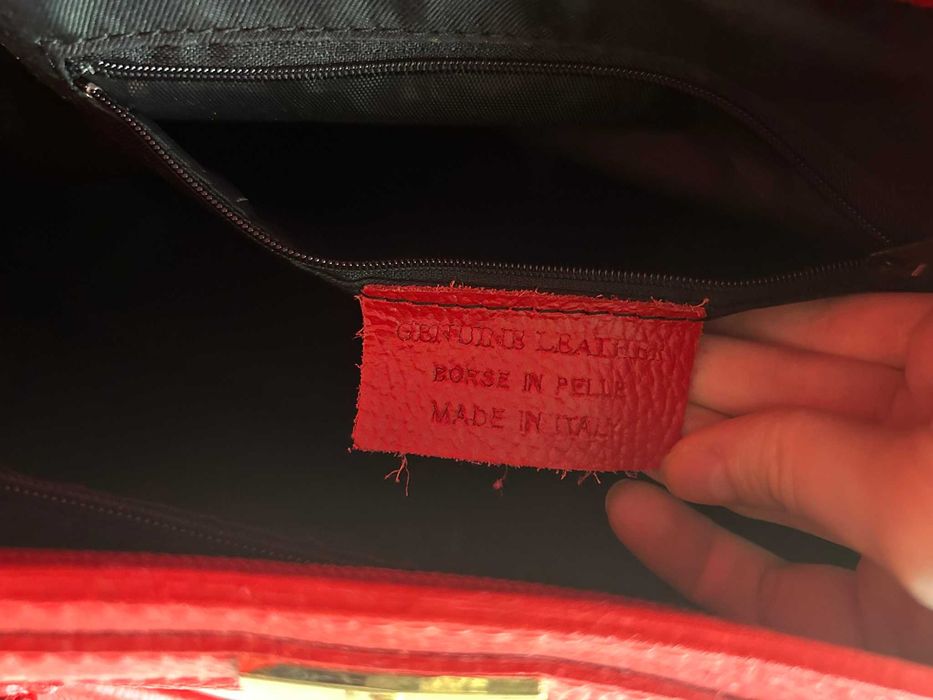 GENUINE LEATHER
BORSE IN PELLE
MADE IN ITALY